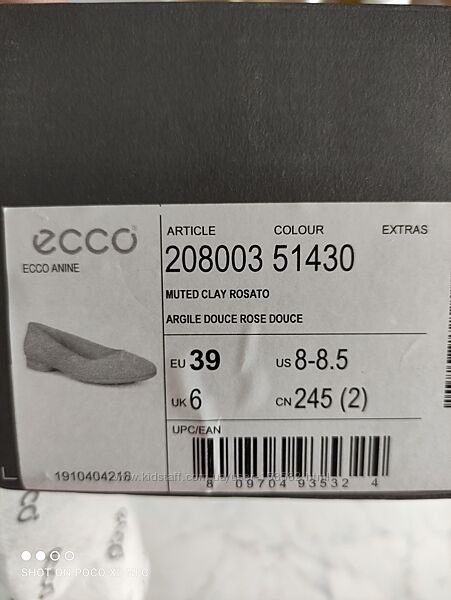 ecco
ECCO ANINE
ARTICLE COLOUR EXTRAS
208003 51430
MUTED CLAY ROSATO
ARGILE DOUCE ROSE DOUCE
EU 39 US 8-8.5
UK 6 CN 245 (2)
UPC/EAN
1910404218
8 09704 93532 4
SHOT ON POCO X3 NFC